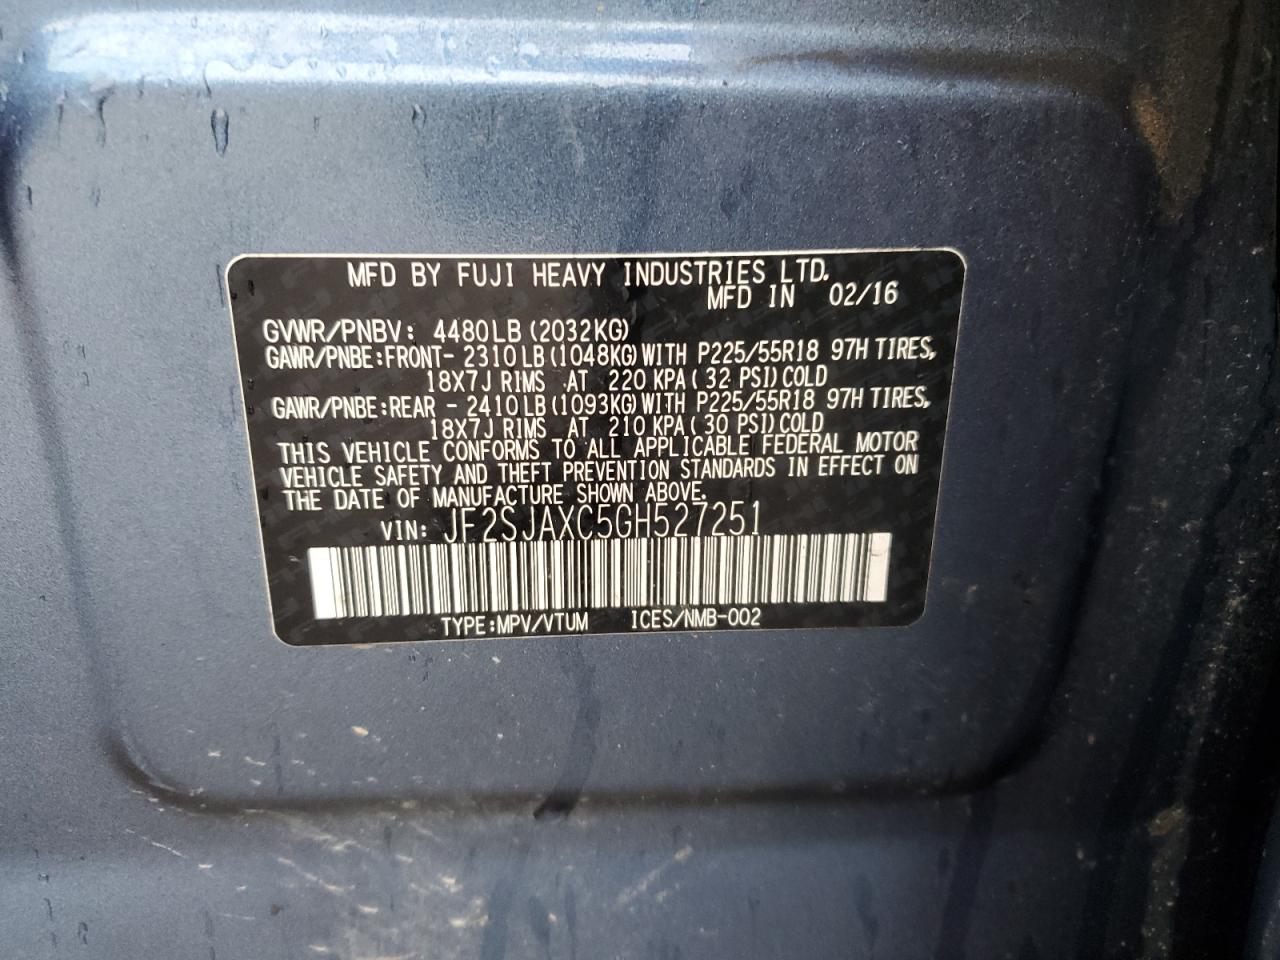 MFD BY FUJI HEAVY INDUSTRIES LTD.
MFD IN 02/16
GVWR/PNBV: 4480LB (2032KG)
GAWR/PNBE:FRONT- 2310LB (1048KG) WITH P225/55R18 97H TIRES,
18X7J RIMS AT 220 KPA ( 32 PSI) COLD
GAWR/PNBE:REAR - 2410LB (1093KG) WITH P225/55R18 97H TIRES,
18X7J RIMS AT 210 KPA ( 30 PSI) COLD
THIS VEHICLE CONFORMS TO ALL APPLICABLE FEDERAL MOTOR
VEHICLE SAFETY AND THEFT PREVENTION STANDARDS IN EFFECT ON
THE DATE OF MANUFACTURE SHOWN ABOVE.
VIN: JF2SJAXC5GH527251
TYPE:MPV/VTUM ICES/NMB-002